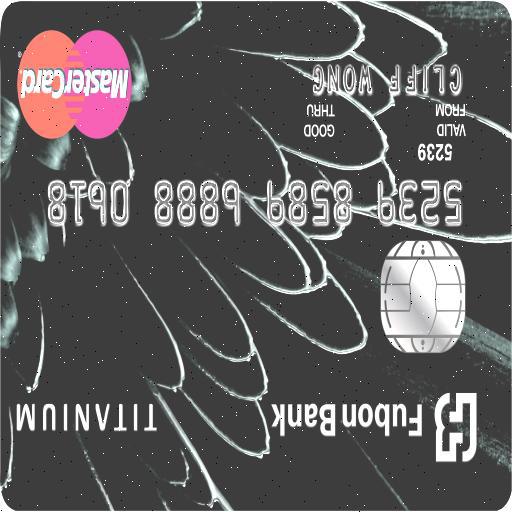 Fubon Bank TITANIUM
5239 8589 6888 0618
5239
VALID FROM GOOD THRU
CLIFF WONG
MasterCard